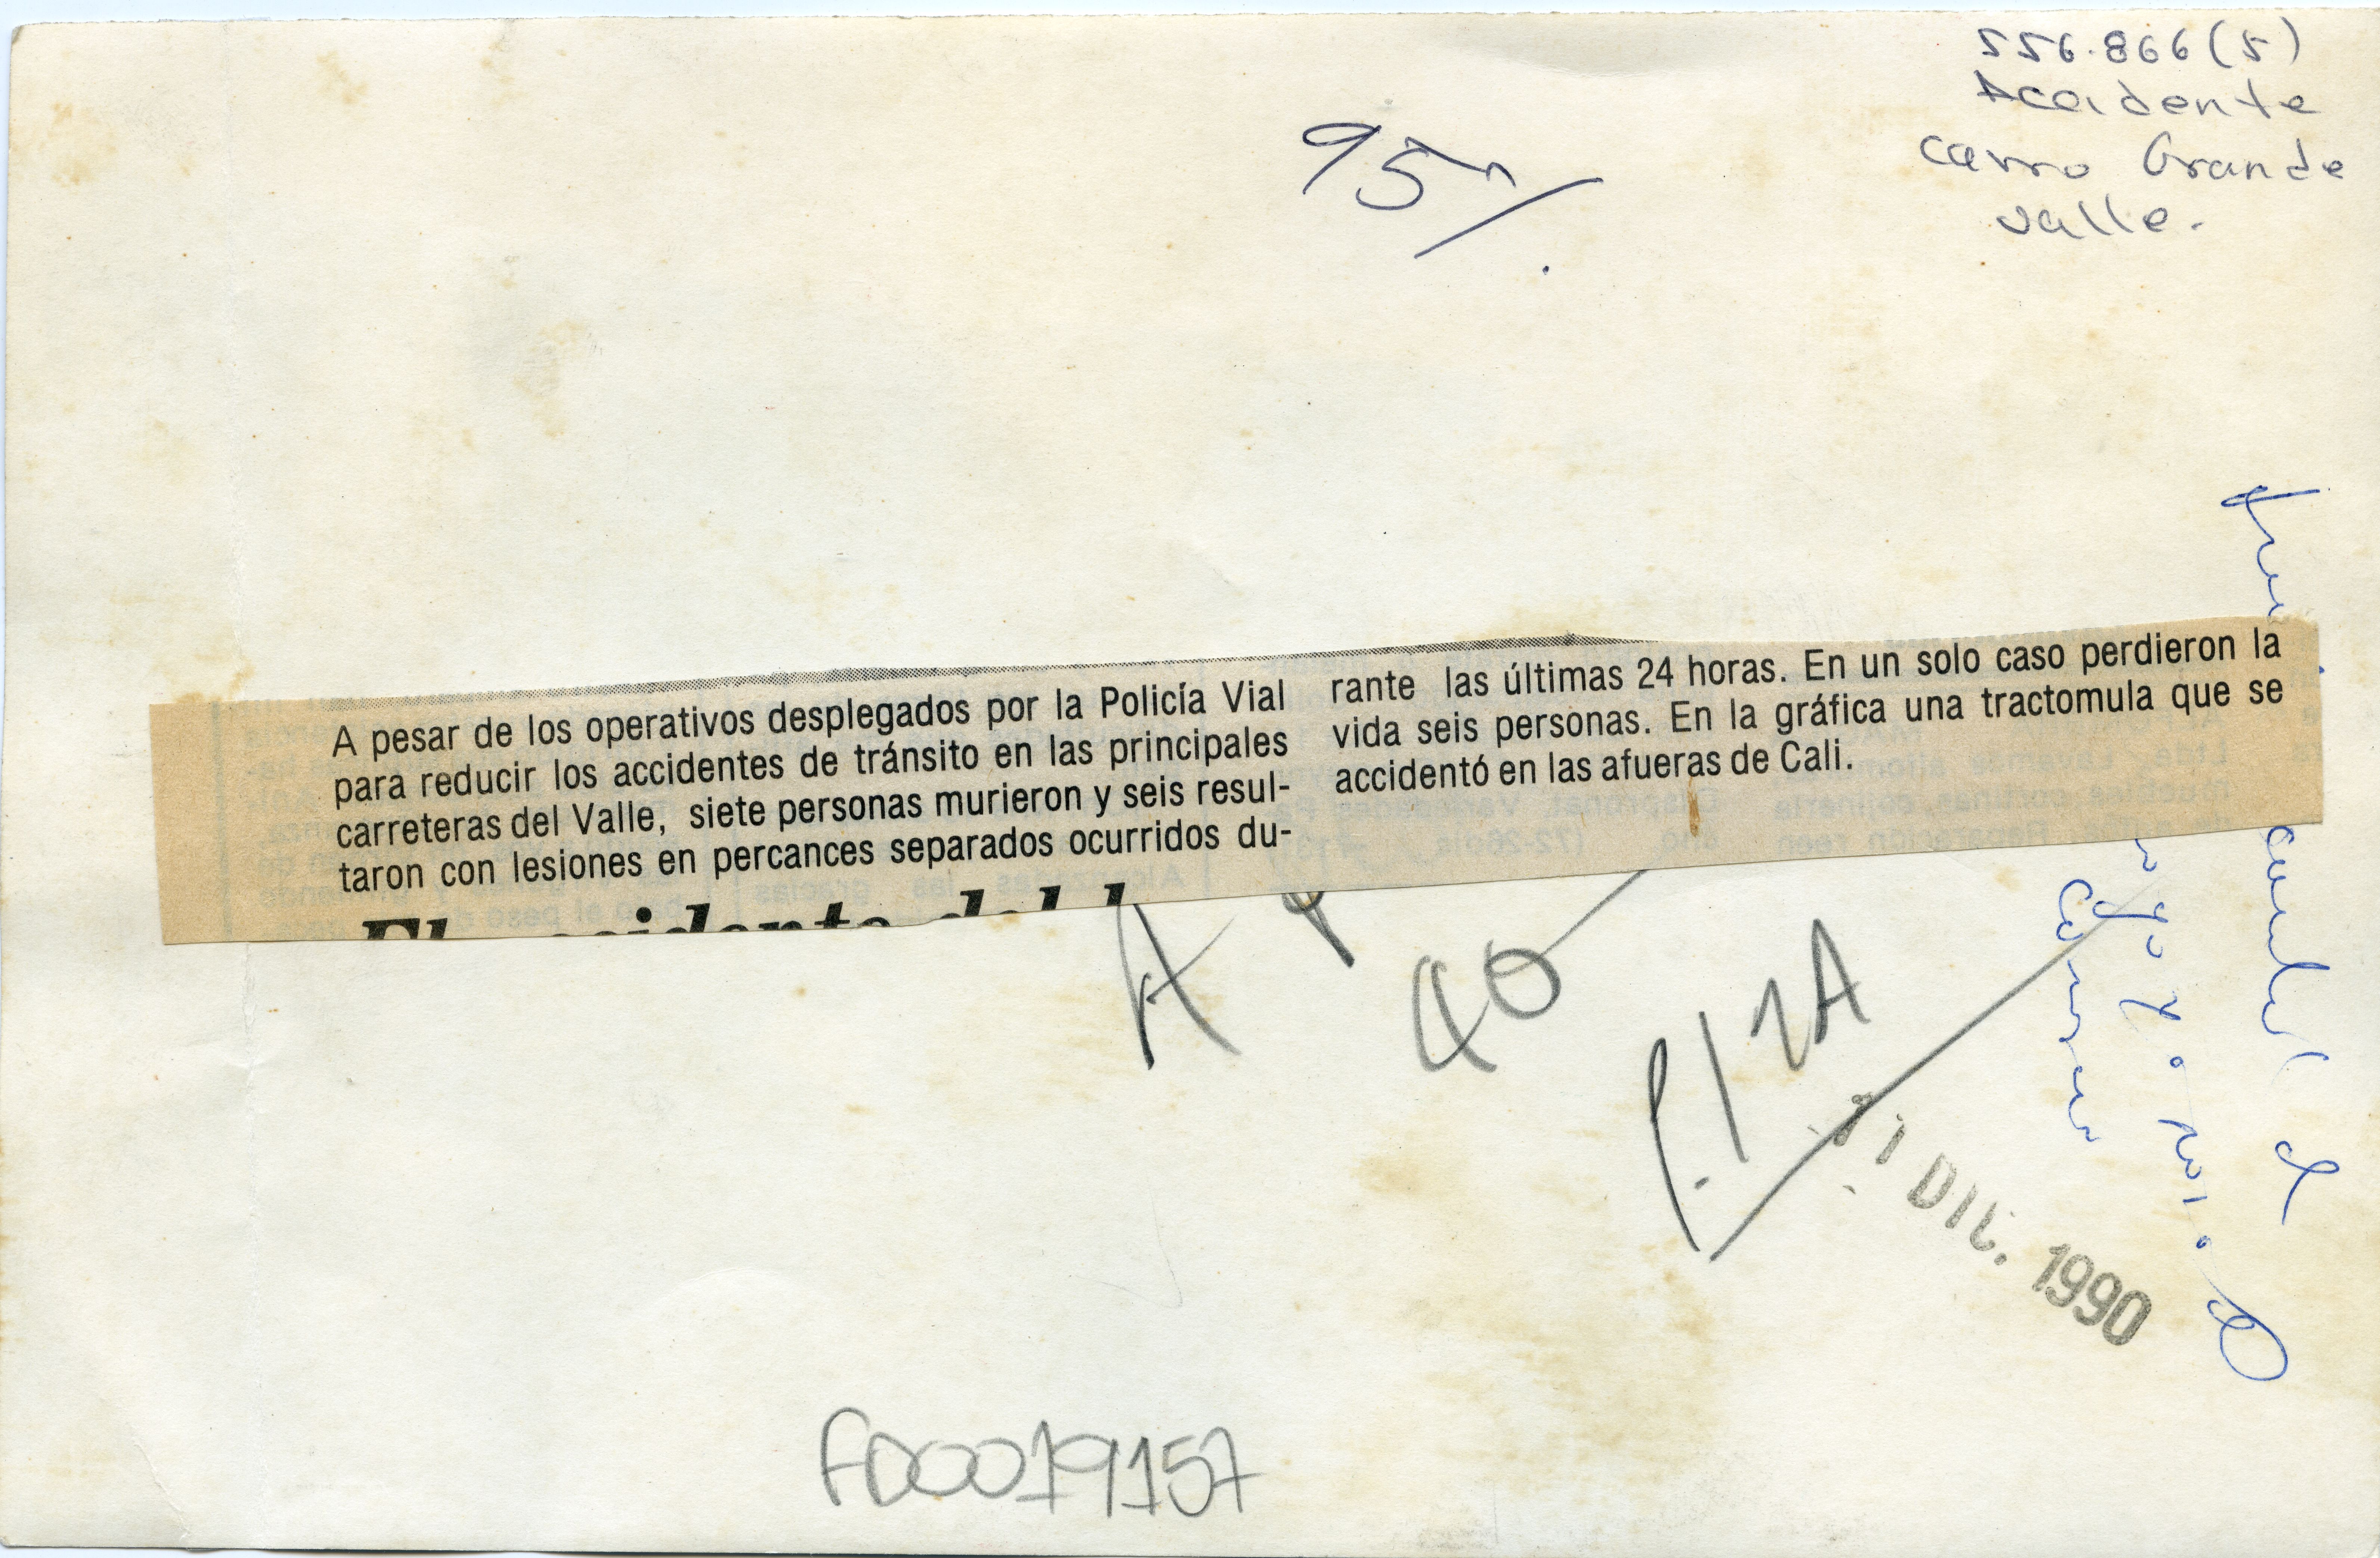 556.866(5)
Accidente
Carro Grande
Valle.
95
A pesar de los operativos desplegados por la Policía Vial
para reducir los accidentes de tránsito en las principales
carreteras del Valle, siete personas murieron y seis resul-
taron con lesiones en percances separados ocurridos du-
rante las últimas 24 horas. En un solo caso perdieron la
vida seis personas. En la gráfica una tractomula que se
accidentó en las afueras de Cali.
A
40
P. 12A
DIC. 1990
FD0019157